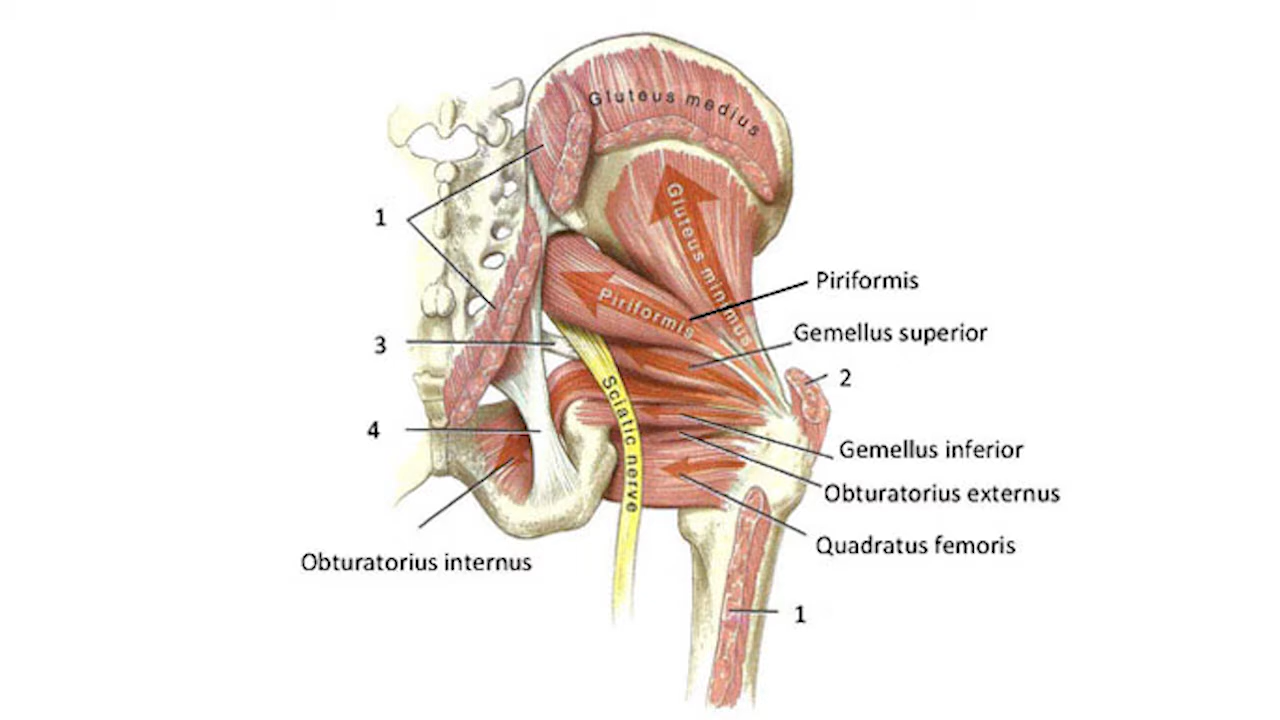 Gluteus medius
1
Gluteus minimus
Piriformis
Piriformis
Gemellus superior
3
2
Sciatic nerve
4
Gemellus inferior
Obturatorius externus
Quadratus femoris
Obturatorius internus
1